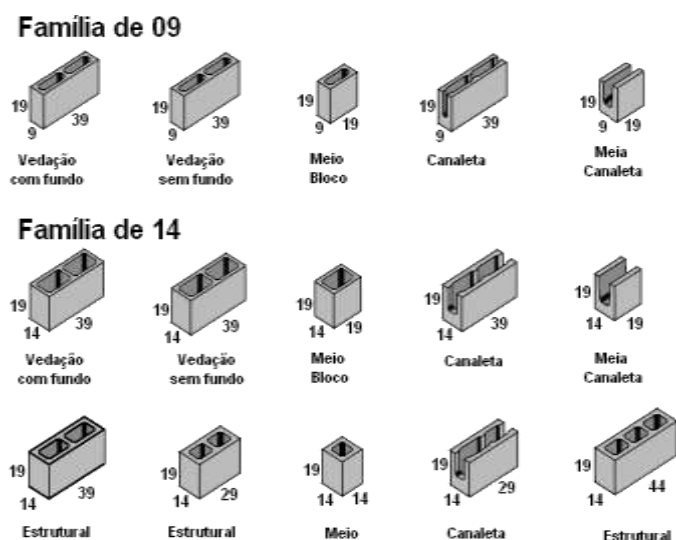 Família de 09
19 9 39
19 9 39
19 9 19
19 9 39
19 9 19
Vedação
com fundo
Vedação
sem fundo
Meio
Bloco
Canaleta
Meia
Canaleta
Família de 14
19 14 39
19 14 39
19 14 19
19 14 39
19 14 19
Vedação
com fundo
Vedação
sem fundo
Meio
Bloco
Canaleta
Meia
Canaleta
19 14 39
19 14 29
19 14 14
19 14 29
19 14 44
Estrutural
Estrutural
Meio
Canaleta
Estrutural